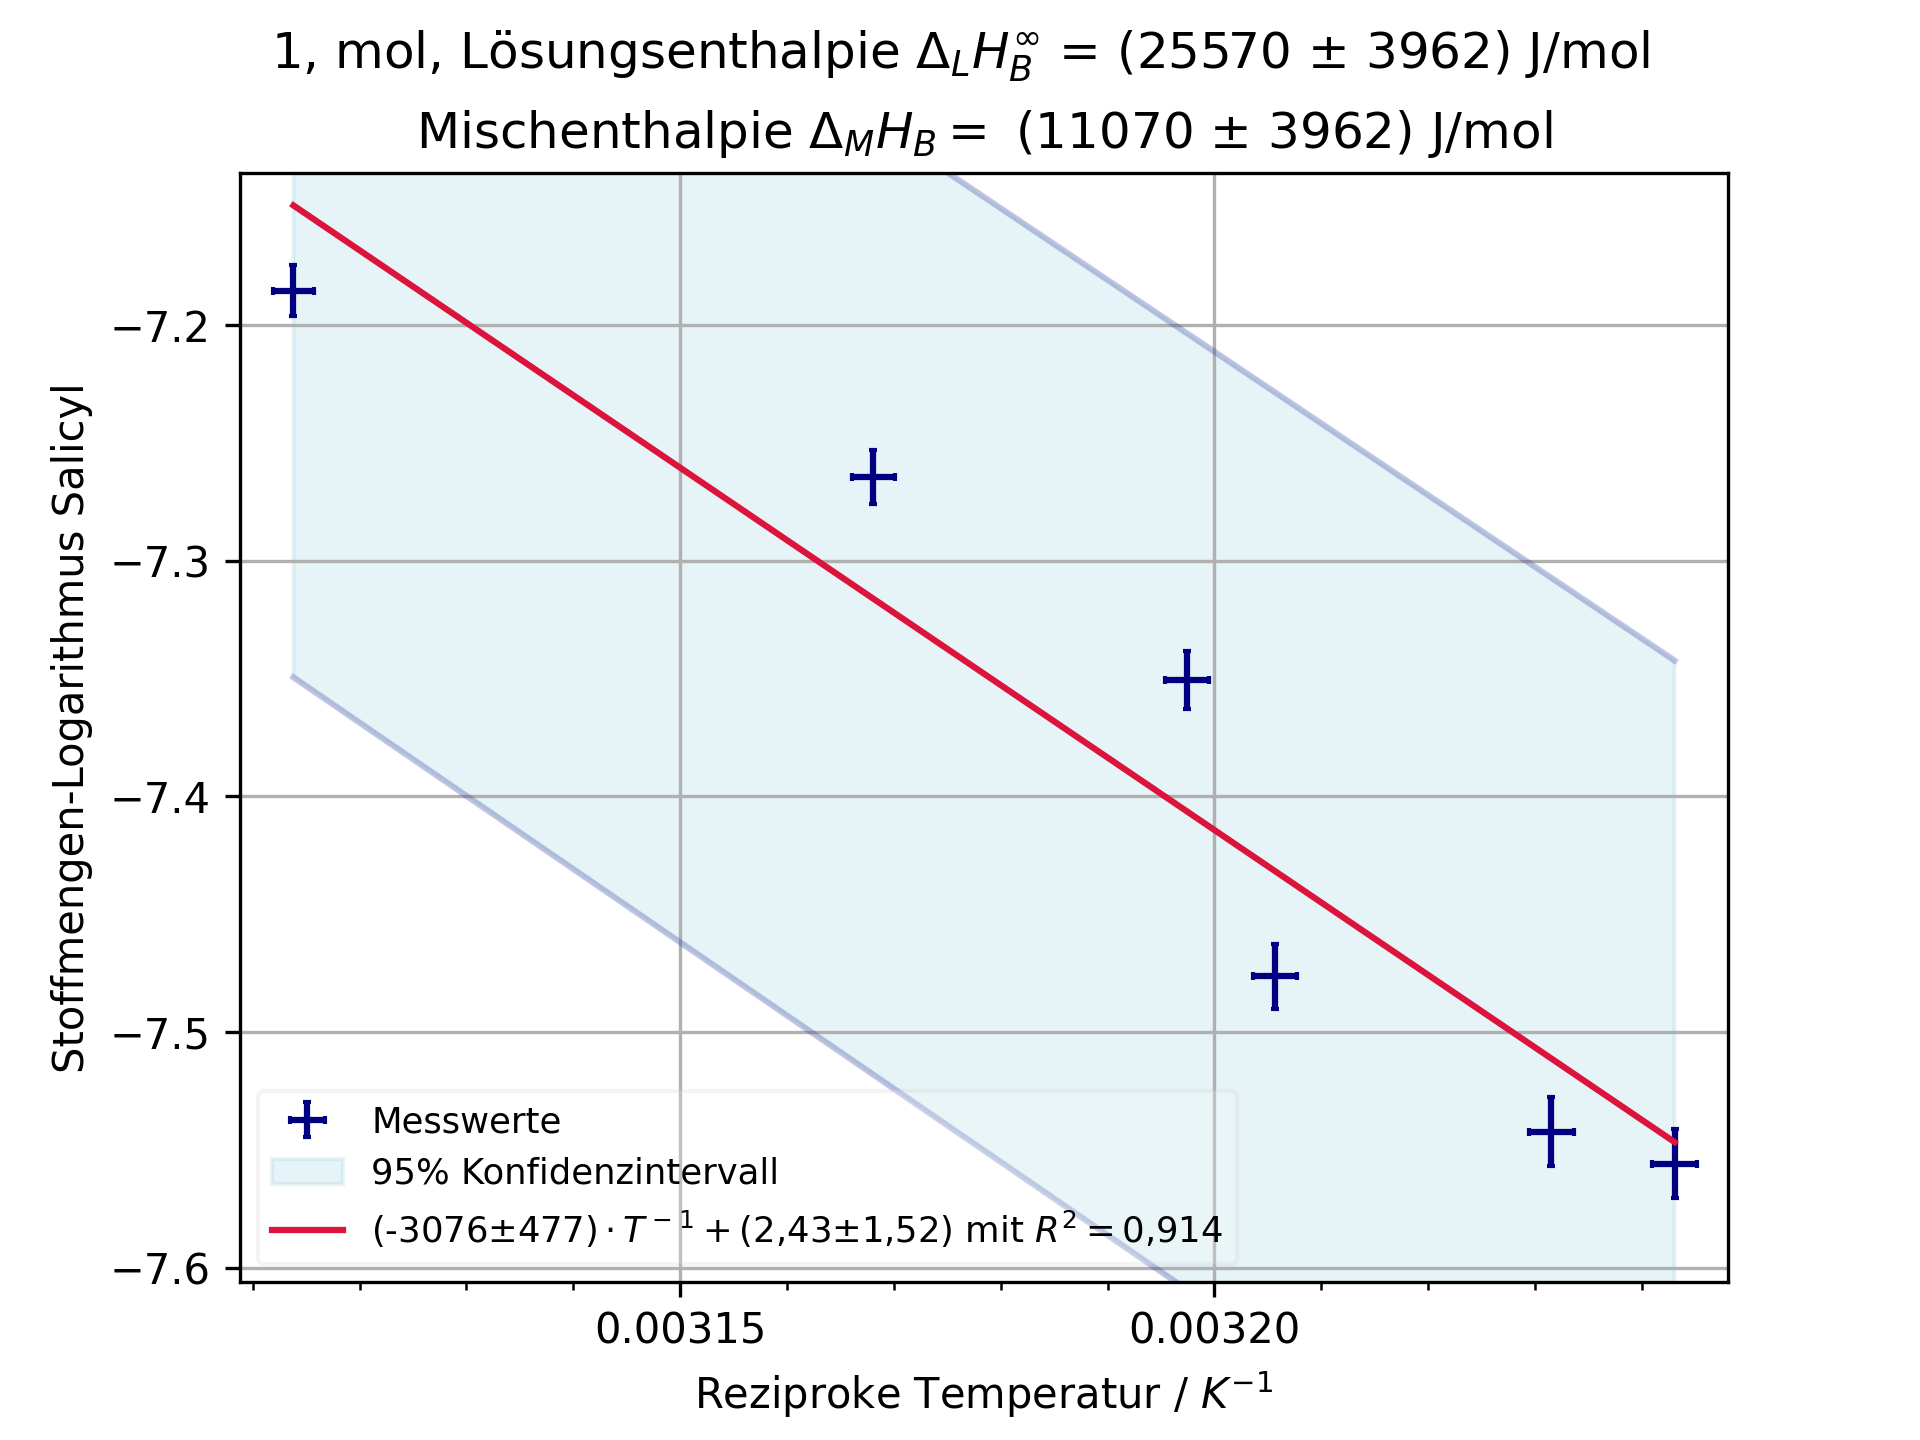 1, mol, Lösungsenthalpie Δ_L H_B^∞ = (25570 ± 3962) J/mol
Mischenthalpie Δ_M H_B = (11070 ± 3962) J/mol
Stoffmengen-Logarithmus Salicyl
−7.2
−7.3
−7.4
−7.5
−7.6
Messwerte
95% Konfidenzintervall
(-3076±477) · T⁻¹ + (2,43±1,52) mit R² = 0,914
0.00315
0.00320
Reziproke Temperatur / K⁻¹